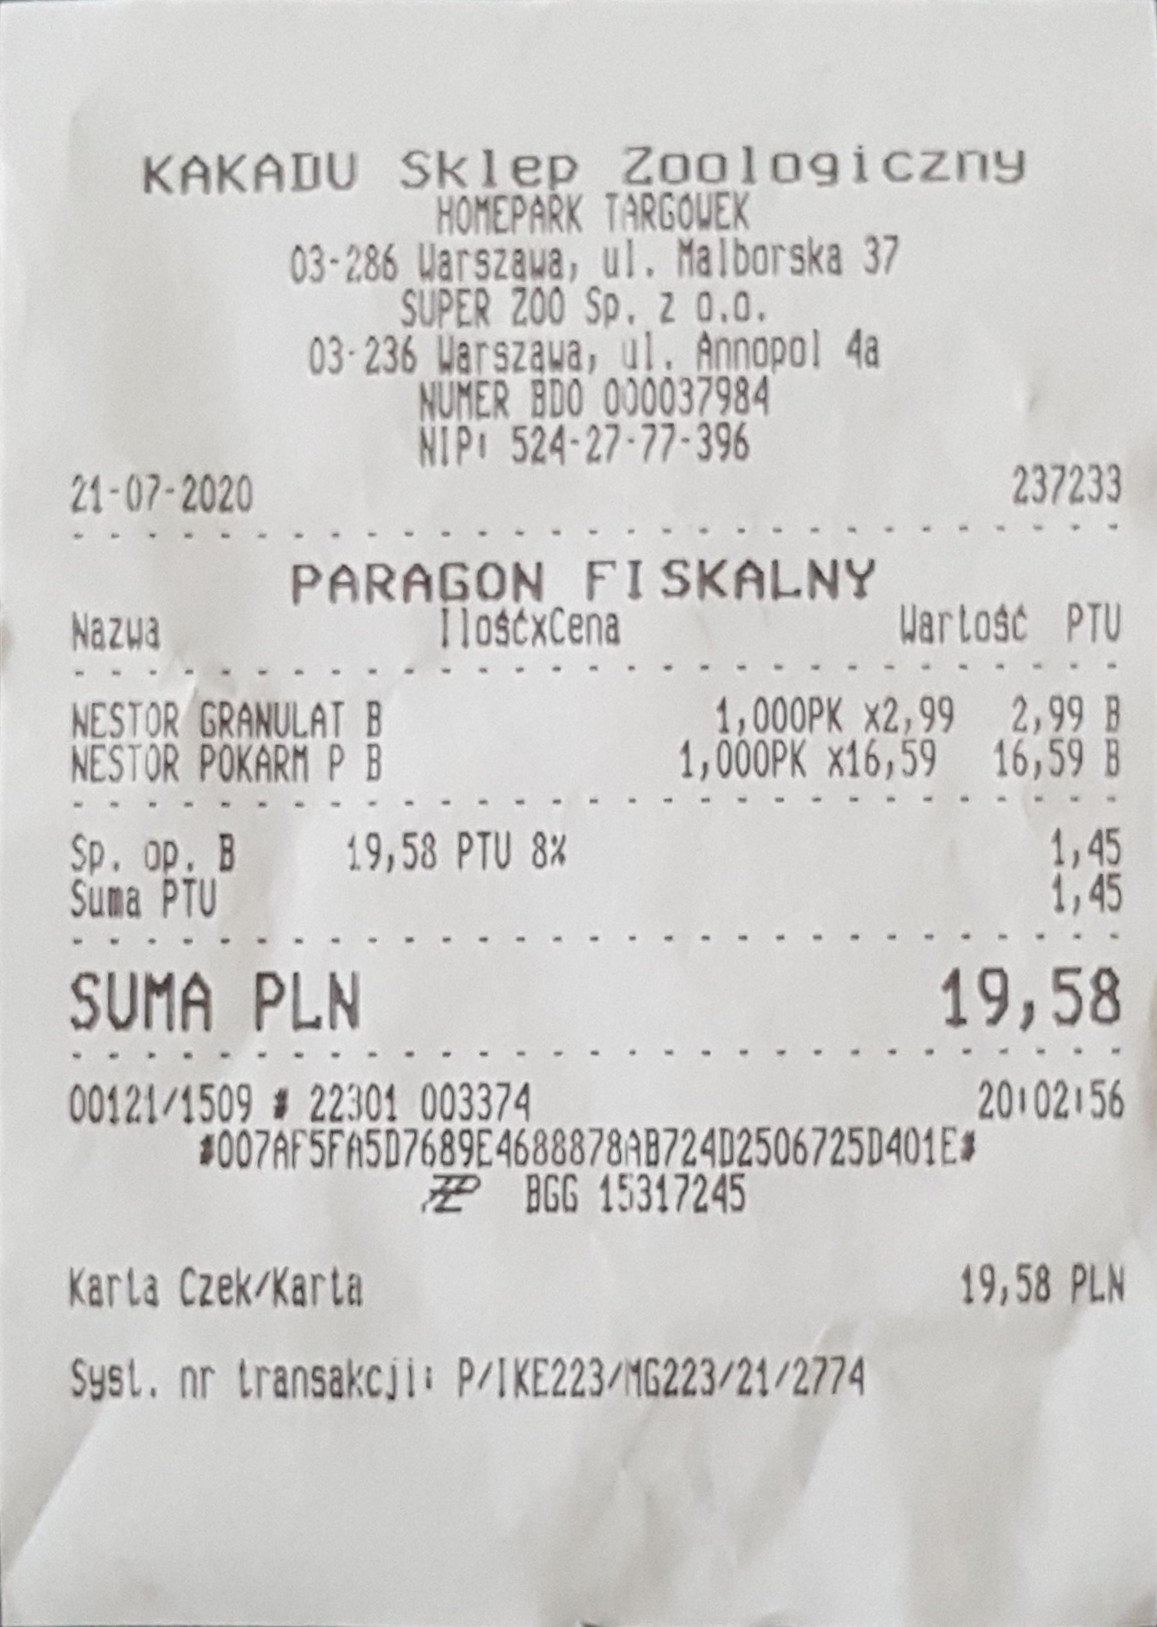 KAKADU Sklep Zoologiczny
HOMEPARK TARGÓWEK
03-286 Warszawa, ul. Malborska 37
SUPER ZOO Sp. z o.o.
03-236 Warszawa, ul. Annopol 4a
NUMER BDO 000037984
NIP: 524-27-77-396
21-07-2020 237233
PARAGON FISKALNY
Nazwa IlośćxCena Wartość PTU
NESTOR GRANULAT B 1,000PK x2,99 2,99 B
NESTOR POKARM P B 1,000PK x16,59 16,59 B
Sp. op. B 19,58 PTU 8% 1,45
Suma PTU 1,45
SUMA PLN 19,58
00121/1509 # 22301 003374 20:02:56
#007AF5FA5D7689E4688878AB724D2506725D401E#
BGG 15317245
Karta Czek/Karta 19,58 PLN
Syst. nr transakcji: P/IKE223/MG223/21/2774